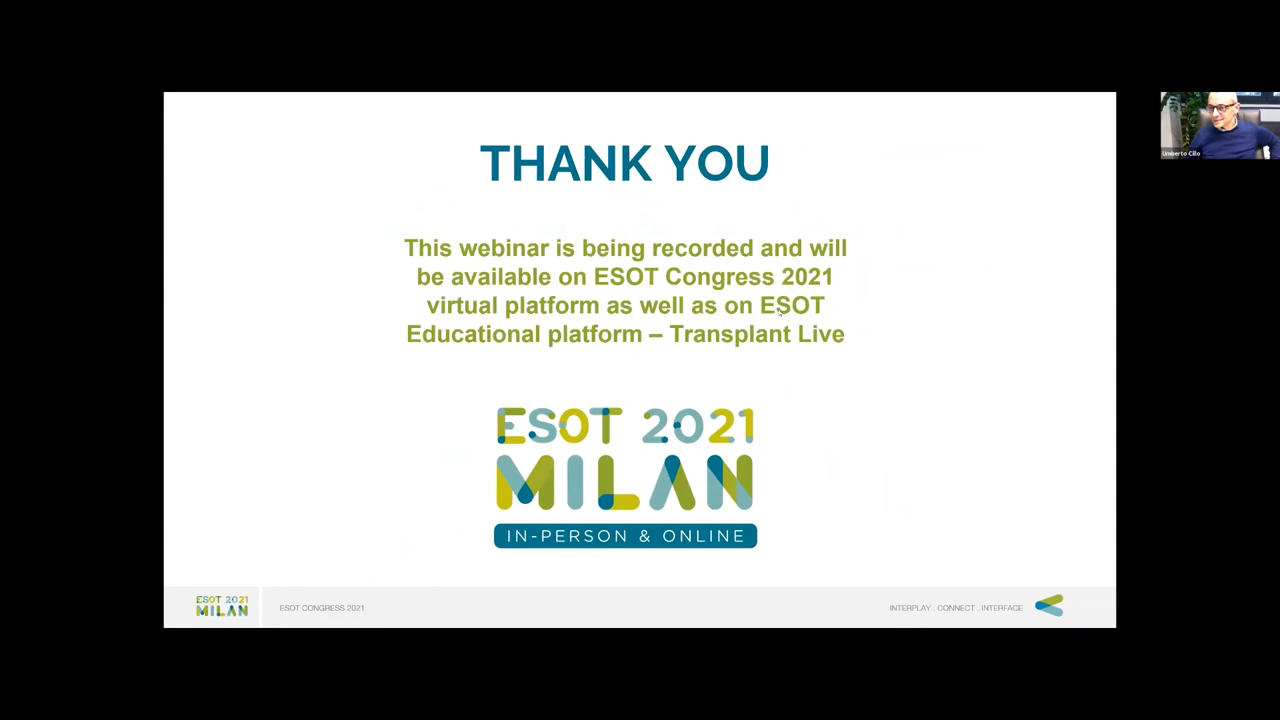 THANK YOU
This webinar is being recorded and will
be available on ESOT Congress 2021
virtual platform as well as on ESOT
Educational platform – Transplant Live
ESOT 2021
MILAN
IN-PERSON & ONLINE
ESOT 2021
MILAN
ESOT CONGRESS 2021
INTERPLAY . CONNECT . INTERFACE
Umberto Cillo